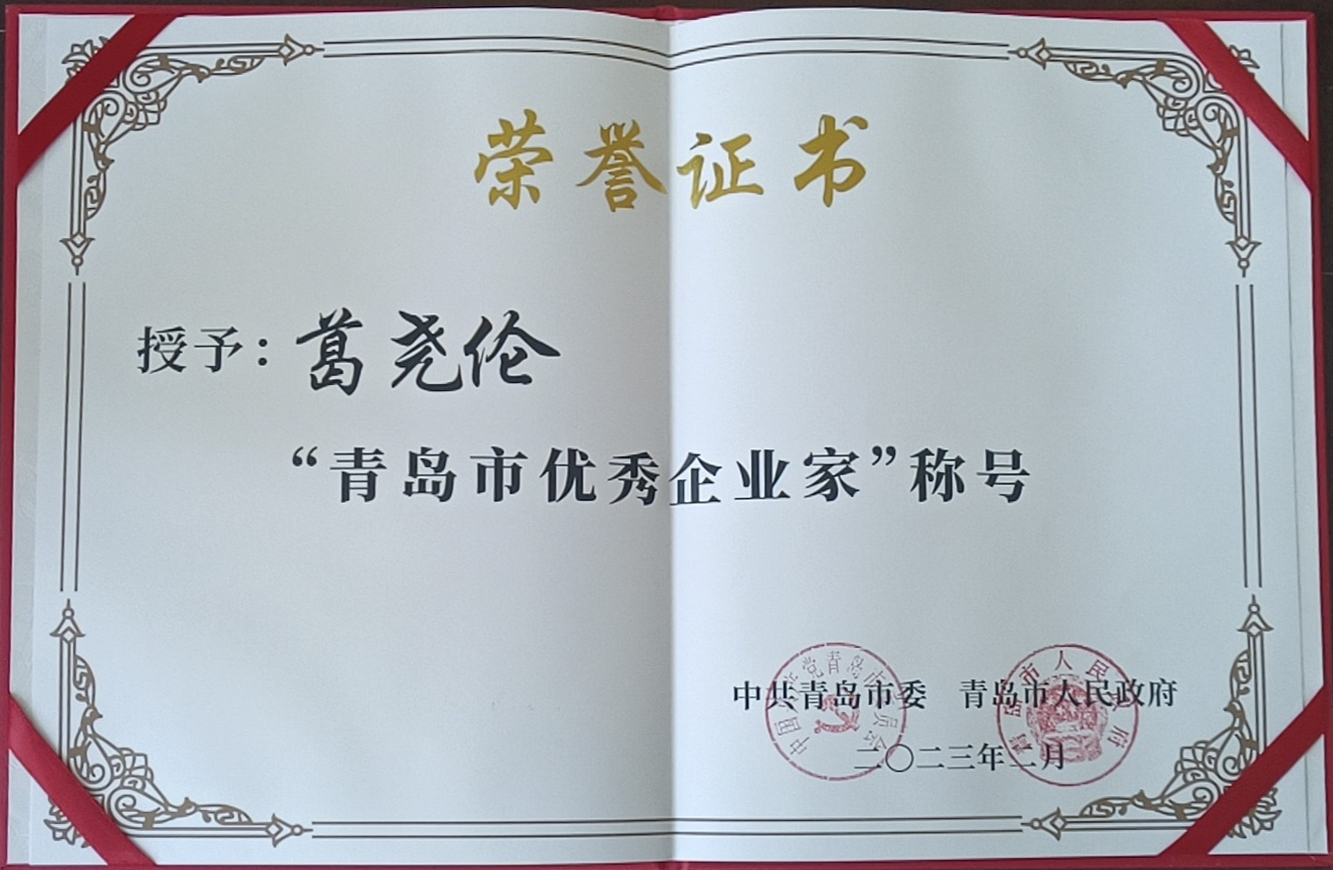 荣誉证书
授予：葛尧伦
“青岛市优秀企业家”称号
中共青岛市委 青岛市人民政府
二〇二三年二月